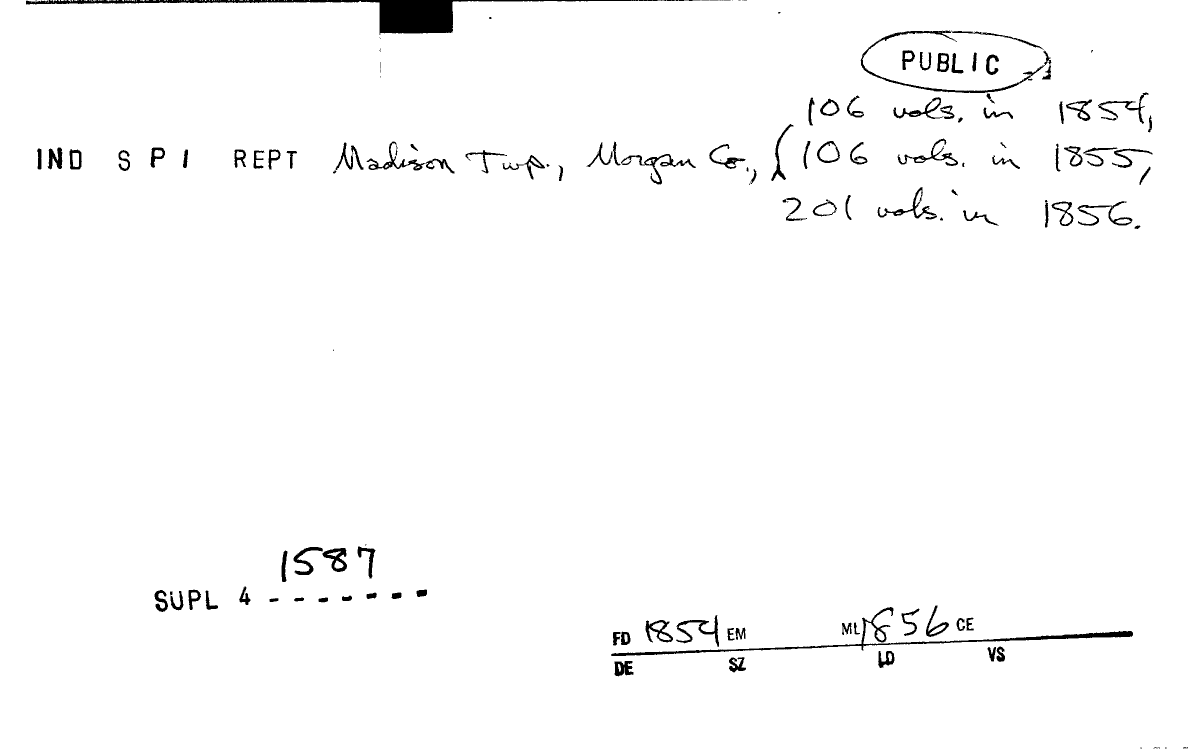 PUBLIC
106 vols. in 1854,
IND S P I REPT Madison Twp., Morgan Co., 106 vols. in 1855,
201 vols. in 1856.
1587
SUPL 4 - - - - - - -
FD 1854 EM ML 1856 CE
DE SZ LD VS